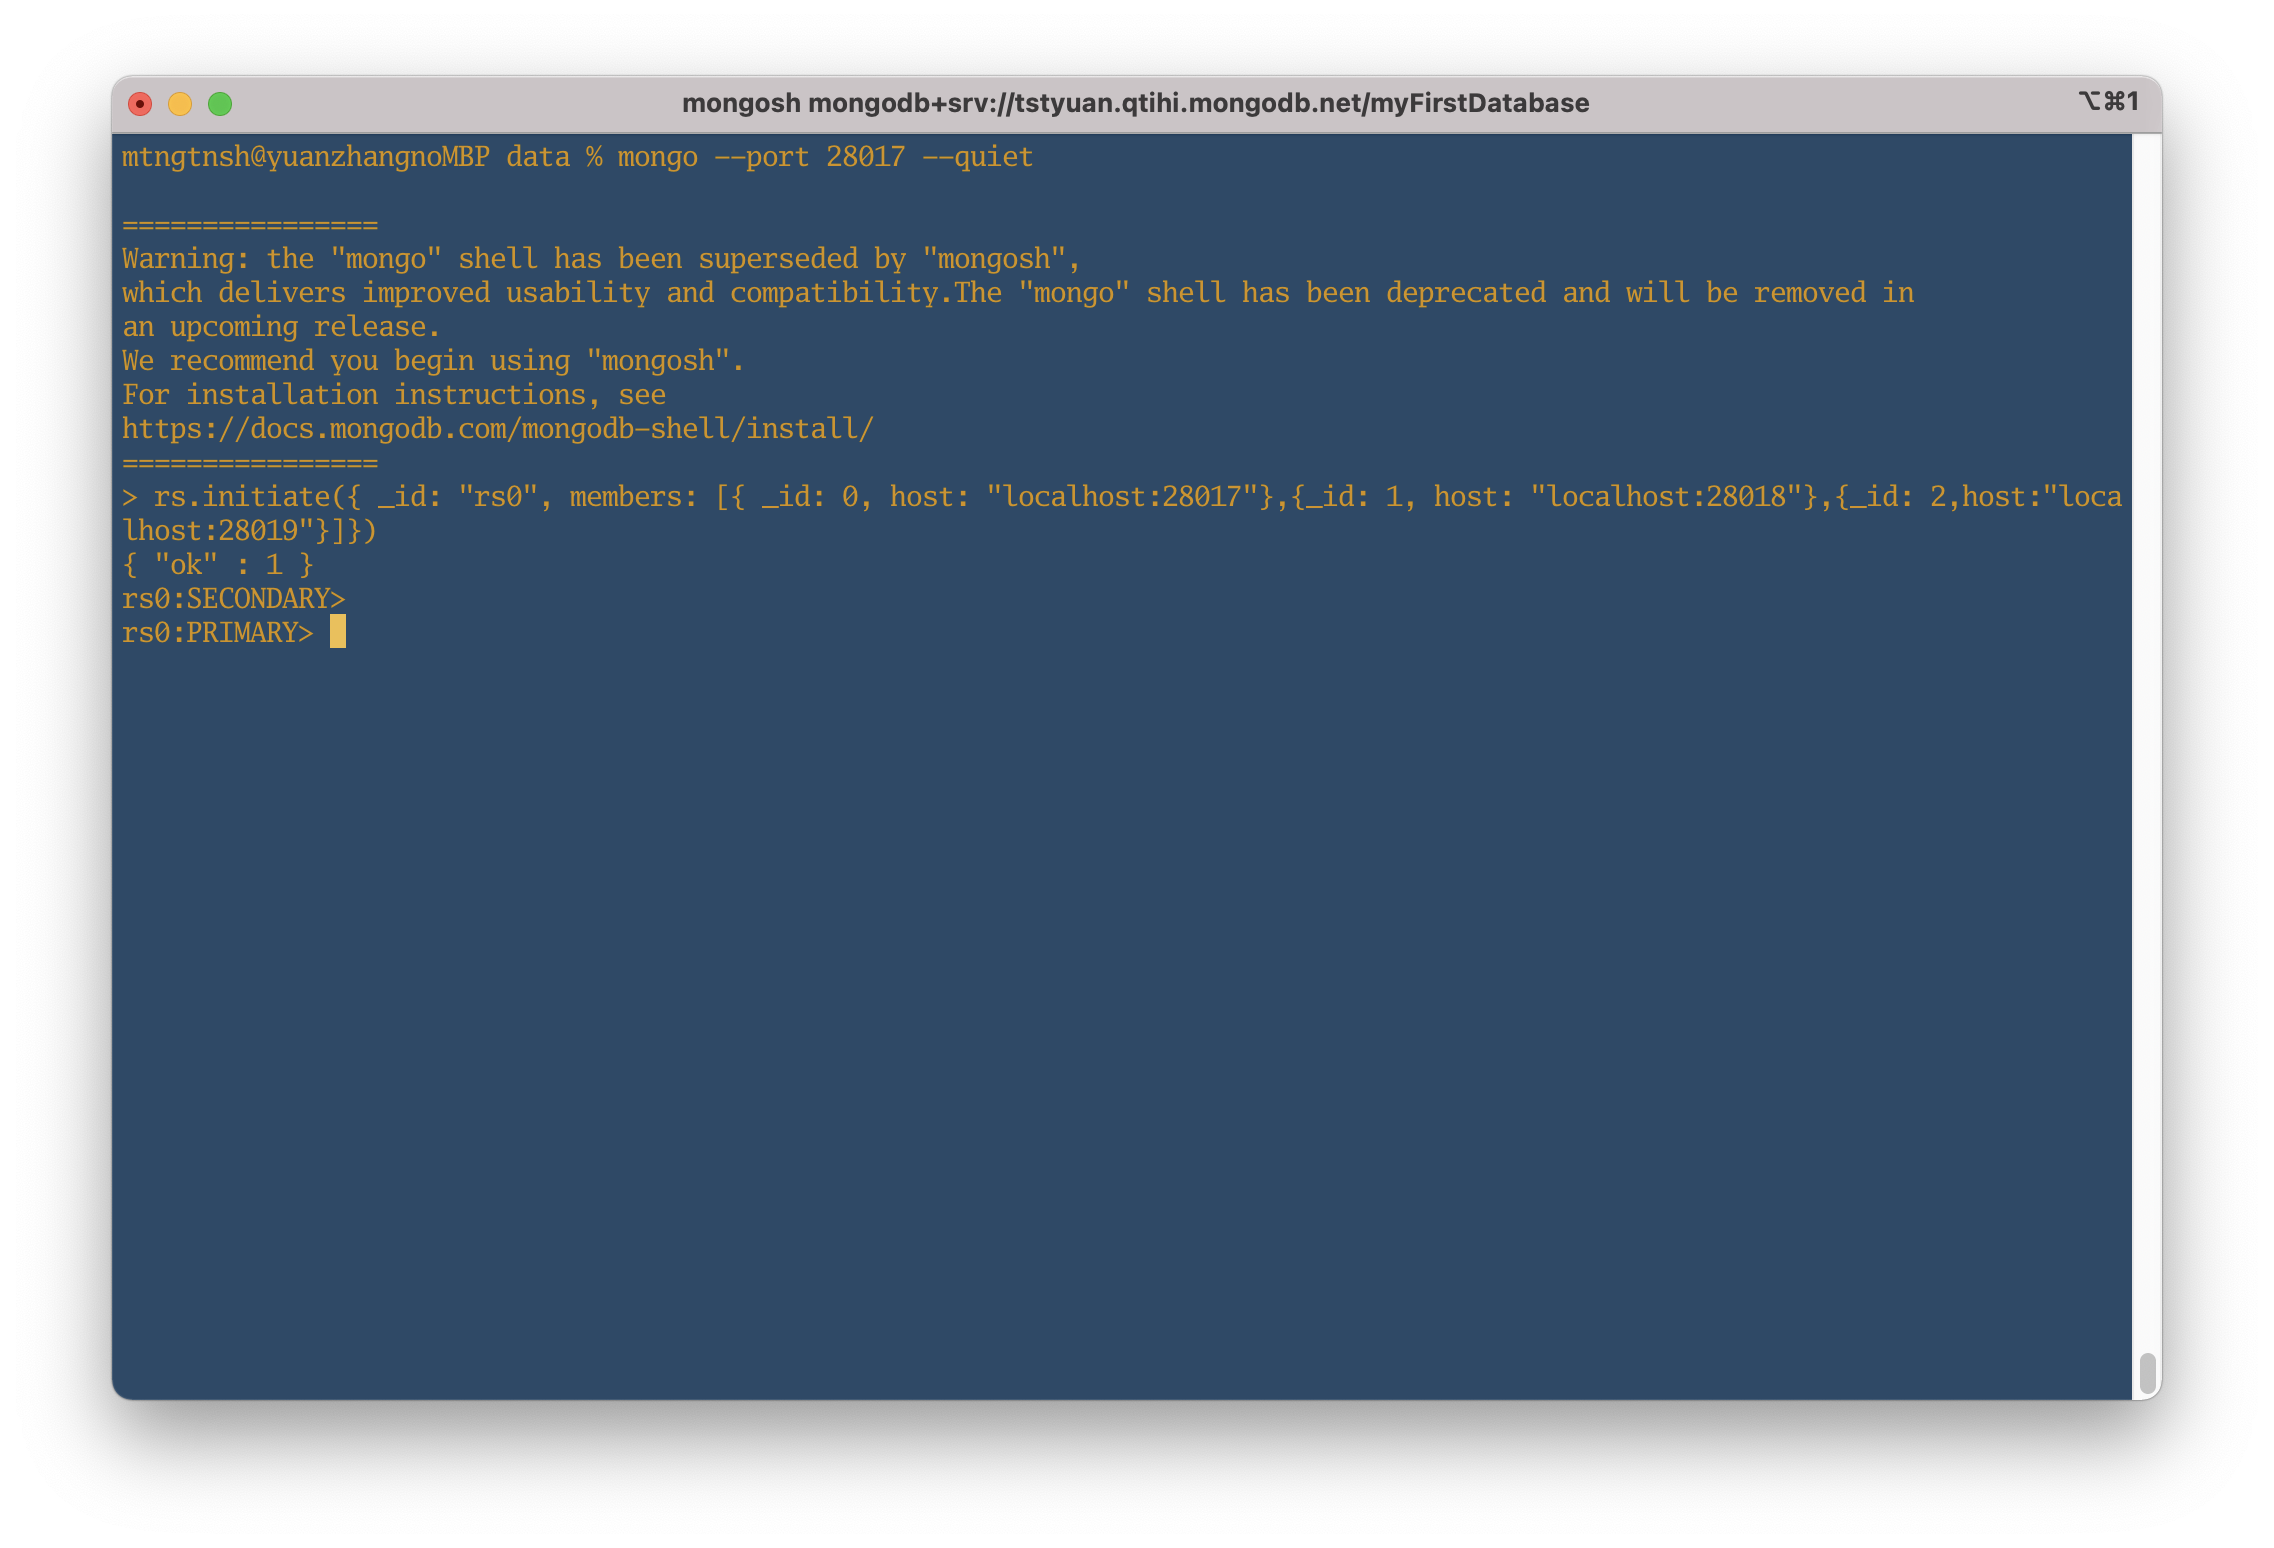 mongosh mongodb+srv://tstyuan.qtihi.mongodb.net/myFirstDatabase
⌥⌘1
mtngtnsh@yuanzhangnoMBP data % mongo --port 28017 --quiet
================
Warning: the "mongo" shell has been superseded by "mongosh",
which delivers improved usability and compatibility.The "mongo" shell has been deprecated and will be removed in
an upcoming release.
We recommend you begin using "mongosh".
For installation instructions, see
https://docs.mongodb.com/mongodb-shell/install/
================
> rs.initiate({ _id: "rs0", members: [{ _id: 0, host: "localhost:28017"},{_id: 1, host: "localhost:28018"},{_id: 2,host:"loca
lhost:28019"}]})
{ "ok" : 1 }
rs0:SECONDARY>
rs0:PRIMARY>